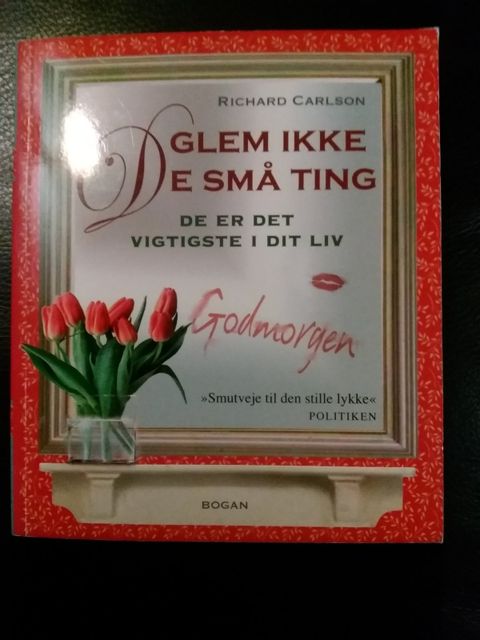 RICHARD CARLSON
GLEM IKKE
DE SMÅ TING
DE ER DET
VIGTIGSTE I DIT LIV
Godmorgen
»Smutveje til den stille lykke«
POLITIKEN
BOGAN